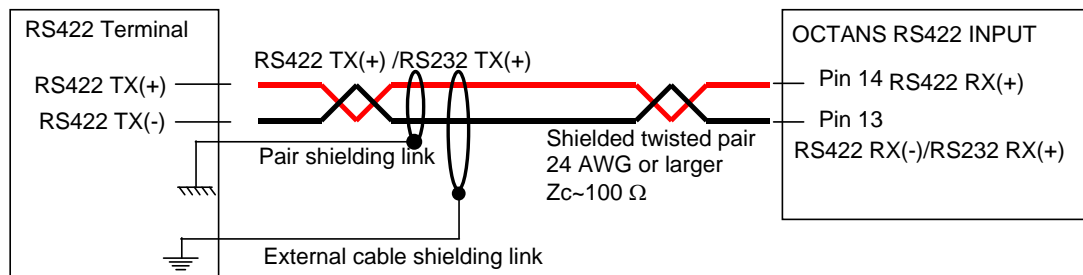 RS422 Terminal
RS422 TX(+)
RS422 TX(-)
RS422 TX(+) /RS232 TX(+)
Pair shielding link
External cable shielding link
Shielded twisted pair
24 AWG or larger
Zc~100 Ω
OCTANS RS422 INPUT
Pin 14 RS422 RX(+)
Pin 13
RS422 RX(-)/RS232 RX(+)